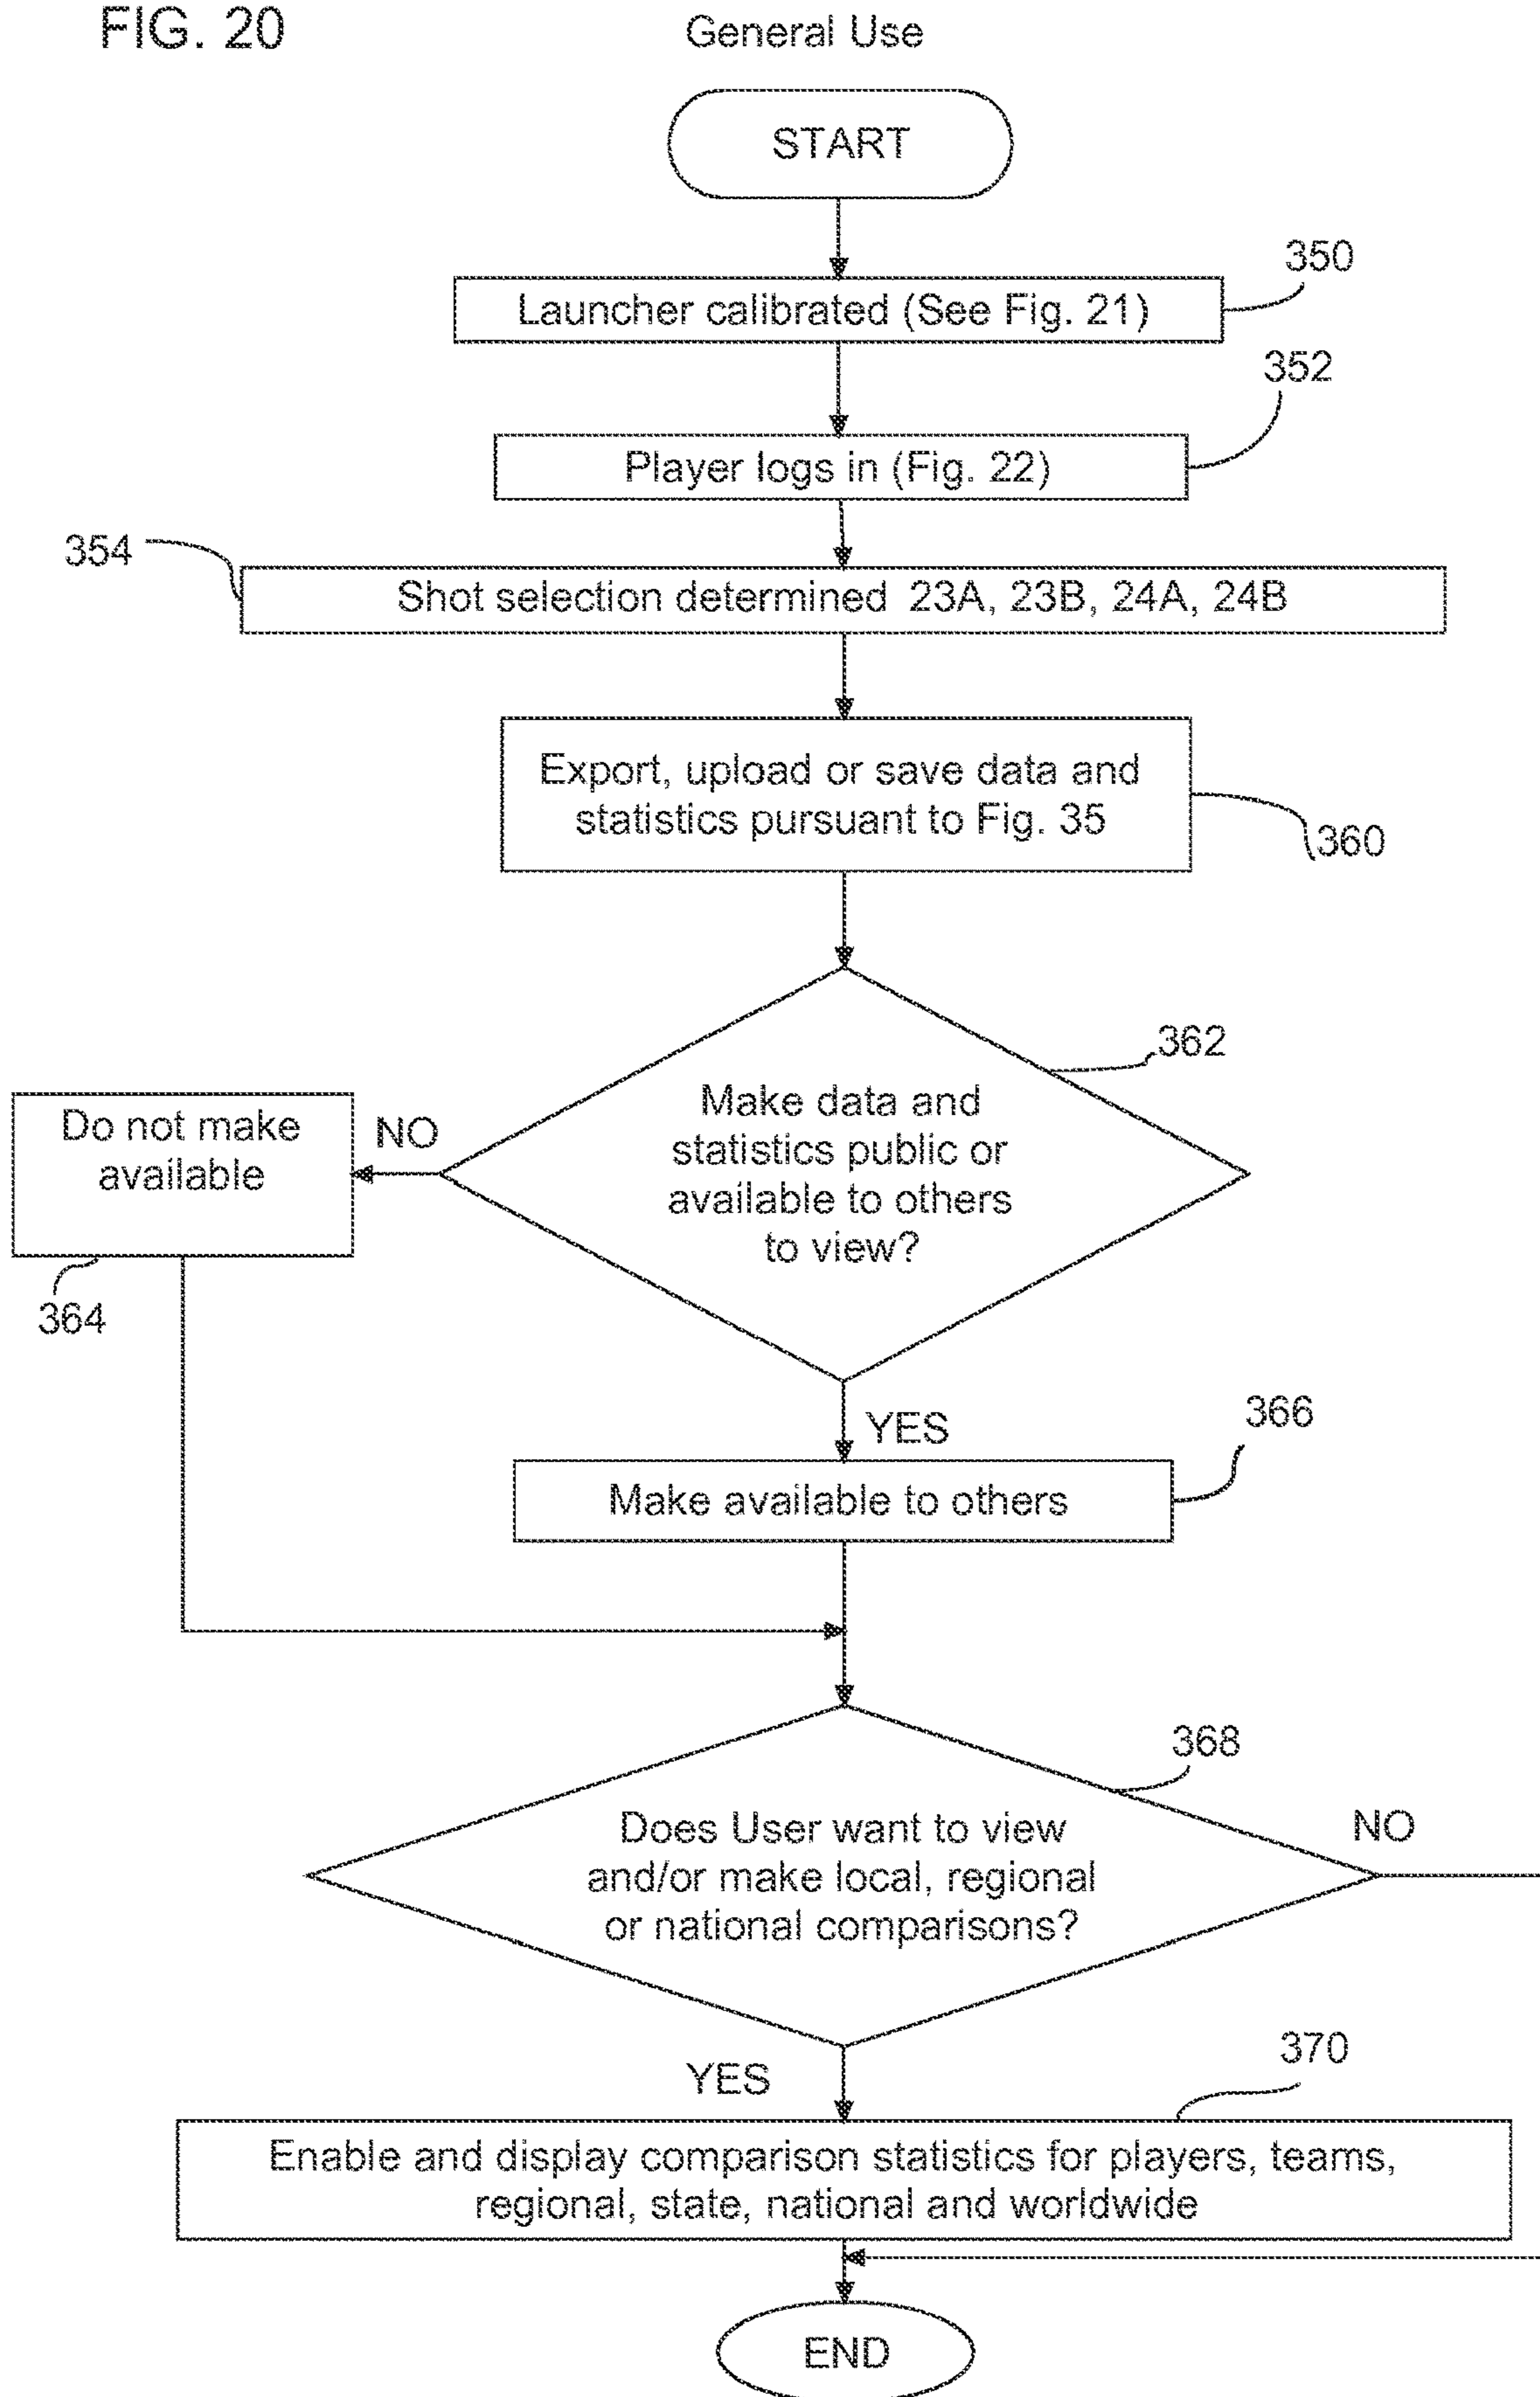 FIG. 20
General Use
START
350
Launcher calibrated (See Fig. 21)
352
Player logs in (Fig. 22)
354
Shot selection determined 23A, 23B, 24A, 24B
Export, upload or save data and
statistics pursuant to Fig. 35
360
362
Make data and
statistics public or
available to others
to view?
NO
Do not make
available
364
YES
366
Make available to others
368
Does User want to view
and/or make local, regional
or national comparisons?
NO
YES
370
Enable and display comparison statistics for players, teams,
regional, state, national and worldwide
END